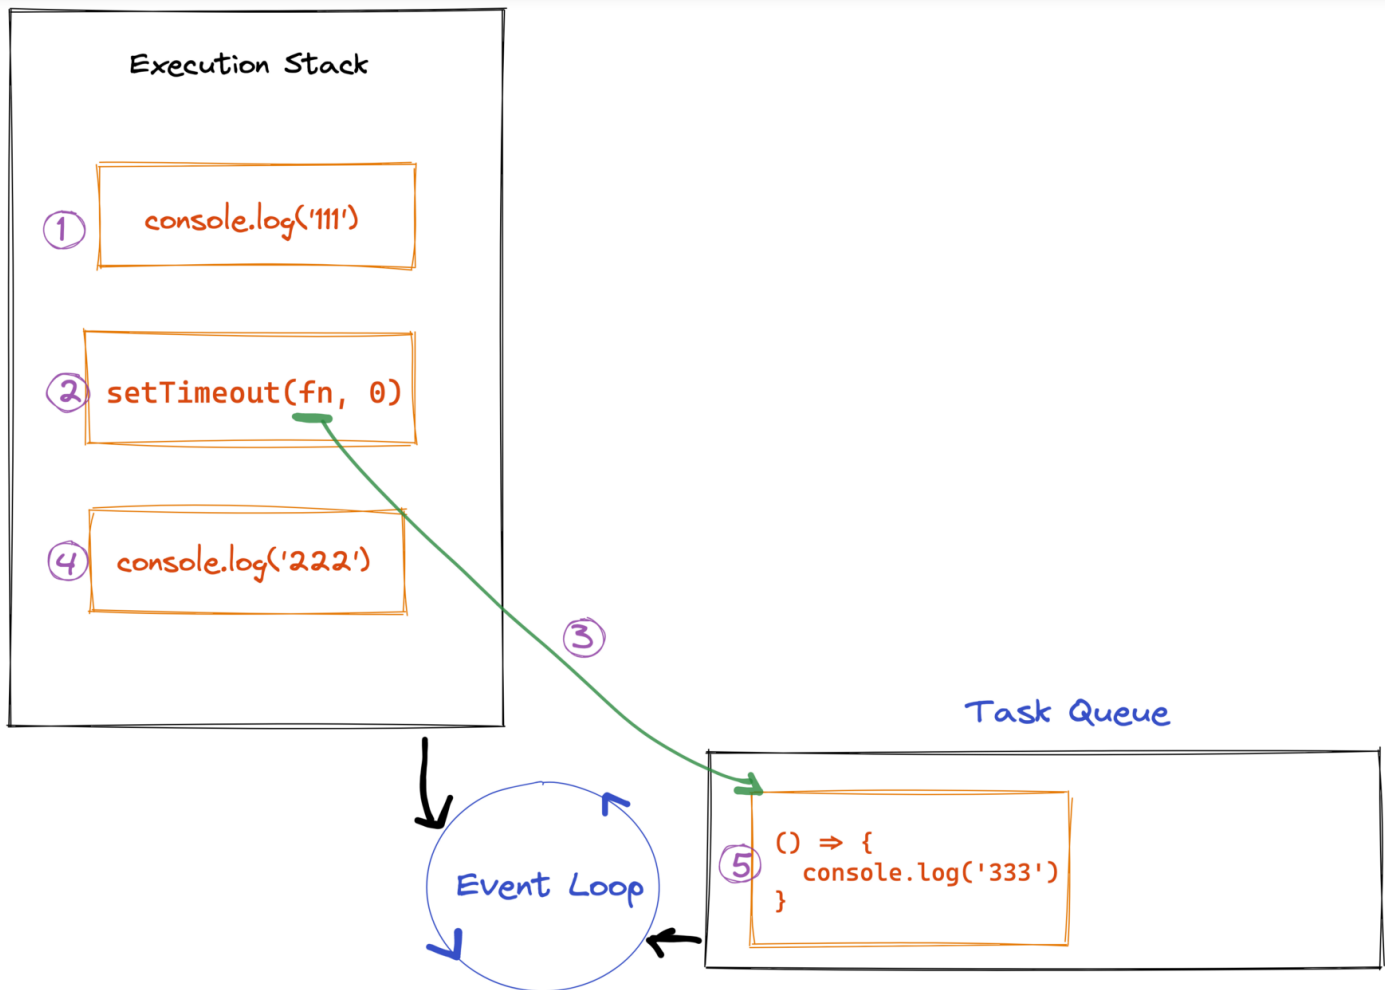 Execution Stack
1
console.log('111')
2
setTimeout(fn, 0)
4
console.log('222')
3
Task Queue
5
() => {
console.log('333')
}
Event Loop